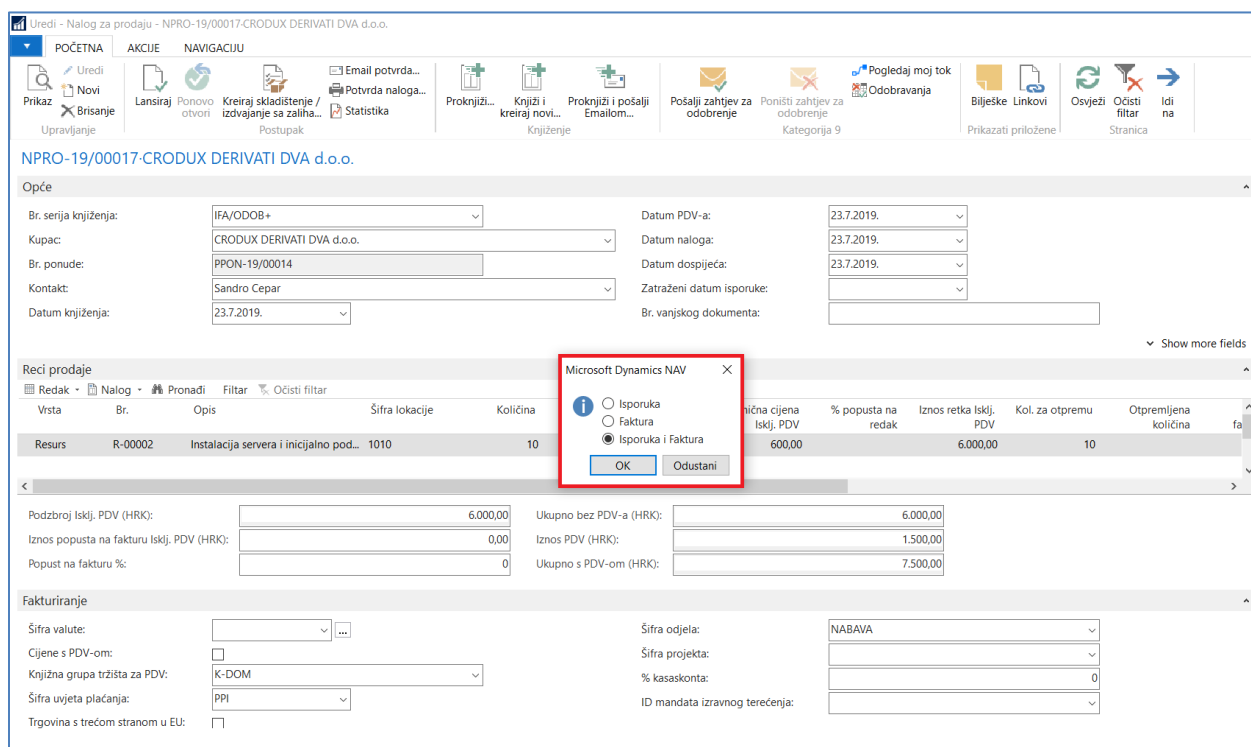 Uredi - Nalog za prodaju - NPRO-19/00017·CRODUX DERIVATI DVA d.o.o.
POČETNA AKCIJE NAVIGACIJU
Prikaz
Uredi
Novi
Brisanje
Upravljanje
Lansiraj
Ponovo otvori
Kreiraj skladištenje / izdvajanje sa zaliha...
Email potvrda...
Potvrda naloga...
Statistika
Postupak
Proknjiži...
Knjiži i kreiraj novi...
Proknjiži i pošalji Emailom...
Knjiženje
Pošalji zahtjev za odobrenje
Poništi zahtjev za odobrenje
Pogledaj moj tok
Odobravanja
Kategorija 9
Bilješke
Linkovi
Prikazati priložene
Osvježi
Očisti filtar
Idi na
Stranica
NPRO-19/00017·CRODUX DERIVATI DVA d.o.o.
Opće
Br. serija knjiženja: IFA/ODOB+ Datum PDV-a: 23.7.2019.
Kupac: CRODUX DERIVATI DVA d.o.o. Datum naloga: 23.7.2019.
Br. ponude: PPON-19/00014 Datum dospijeća: 23.7.2019.
Kontakt: Sandro Cepar Zatraženi datum isporuke:
Datum knjiženja: 23.7.2019. Br. vanjskog dokumenta:
Show more fields
Reci prodaje
Redak Nalog Pronađi Filtar Očisti filtar
Vrsta Br. Opis Šifra lokacije Količina Isklj. PDV % popusta na redak Iznos retka Isklj. PDV Kol. za otpremu Otpremljena količina
Resurs R-00002 Instalacija servera i inicijalno pod... 1010 10 600,00 6.000,00 10
Microsoft Dynamics NAV
Isporuka
Faktura
Isporuka i Faktura
OK Odustani
Podzbroj Isklj. PDV (HRK): 6.000,00 Ukupno bez PDV-a (HRK): 6.000,00
Iznos popusta na fakturu Isklj. PDV (HRK): 0,00 Iznos PDV (HRK): 1.500,00
Popust na fakturu %: 0 Ukupno s PDV-om (HRK): 7.500,00
Fakturiranje
Šifra valute: ... Šifra odjela: NABAVA
Cijene s PDV-om: Šifra projekta:
Knjižna grupa tržišta za PDV: K-DOM % kasaskonta: 0
Šifra uvjeta plaćanja: PPI ID mandata izravnog terećenja:
Trgovina s trećom stranom u EU: